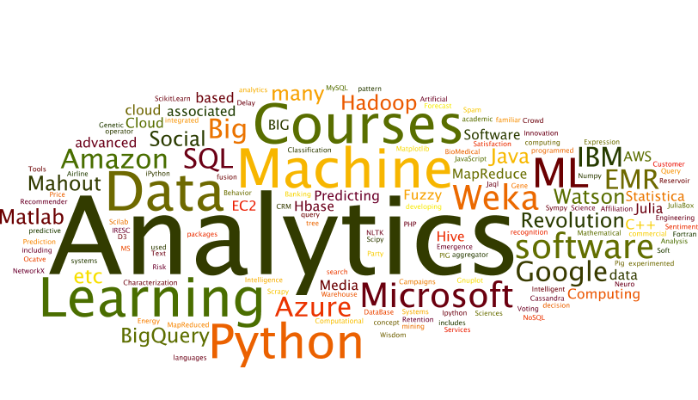 MySQL pattern
analytics
ScikitLearn based many Artificial
Delay Hadoop Forecast
cloud associated Spam
Genetic Cloud integrated BIG Courses academic familiar Crowd
operator Social Big Software Innovation
advanced Classification Matplotlib Satisfaction computing Expression
Amazon SQL Machine BioMedical Java programmed IBM AWS
JavaScript
Tools Airline iPython fusion MapReduce ML Numpy EMR Customer
Query
Mahout Data Behavior Ranking Predicting Fuzzy Jaql Gene Watson Reservoir
Price Statistica
Recommender EC2 CRM Hbase developing Weka Sympy Science Affiliation Julia JuliaBox
Matlab Scilab query PHP Revolution Engineering
predictive IRESC tree C++ Sentiment
D3 packages NLTK Hive recognition Mathematical commercial Fortran
Prediction MS used Scipy Emergence software Analysis
including Text Analytics Party PIG aggregator Soft
Ocatve systems Risk Google Pig experimented
NetworkX search data
etc Characterization Intelligence Media Campaigns Gnuplot Intelligent Neuro
Learning Scrapy Warehouse Microsoft Cassandra Computing
Azure DataBase Systems Ipython Sciences Voting decision
Energy MapReduced Computational concept Retention includes NoSQL
BigQuery Python mining Services
Wisdom
languages